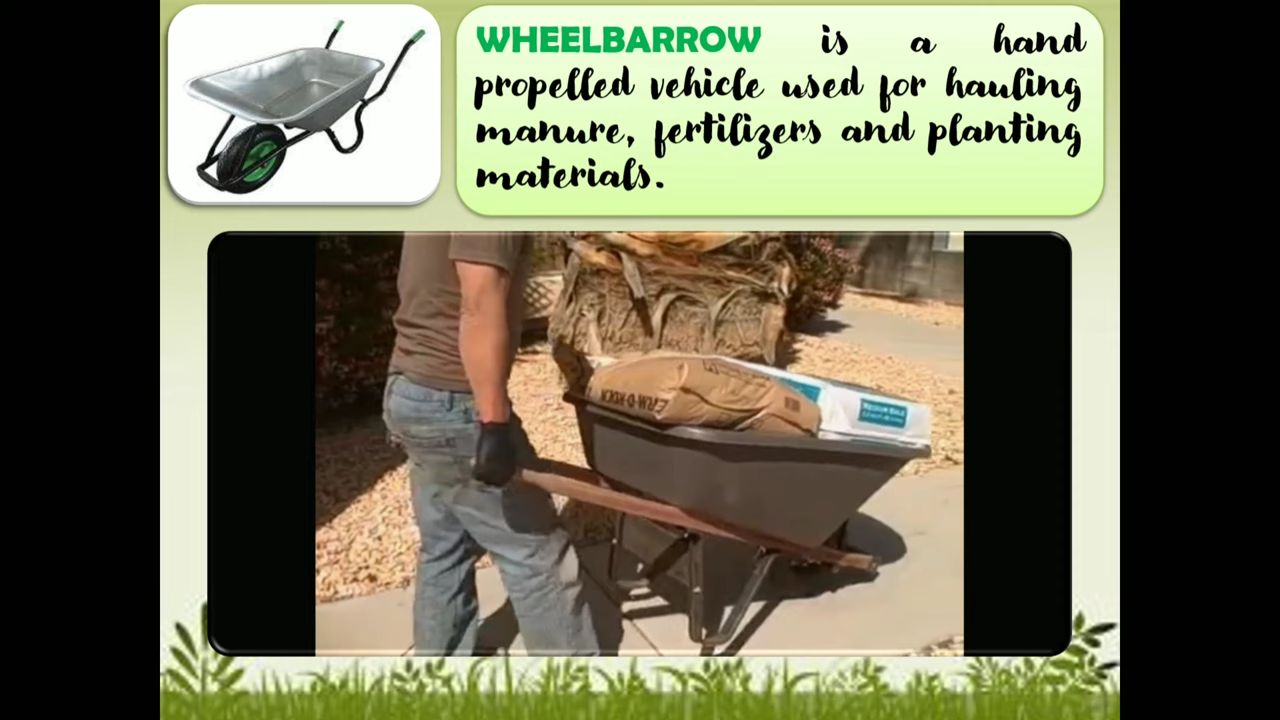 WHEELBARROW is a hand
propelled vehicle used for hauling
manure, fertilizers and planting
materials.